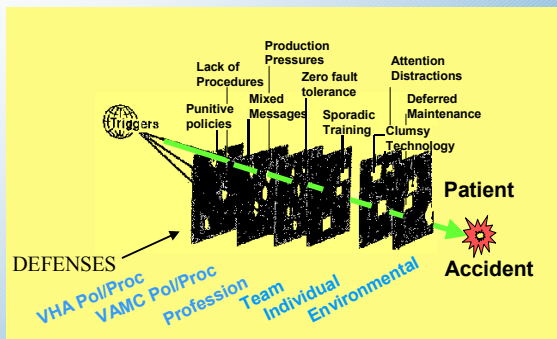 Production
Pressures
Attention
Distractions
Lack of
Procedures
Zero fault
tolerance
Punitive
policies
Mixed
Messages
Deferred
Maintenance
Sporadic
Training
Clumsy
Technology
Triggers
Patient
Accident
DEFENSES
VHA Pol/Proc
VAMC Pol/Proc
Profession
Team
Individual
Environmental